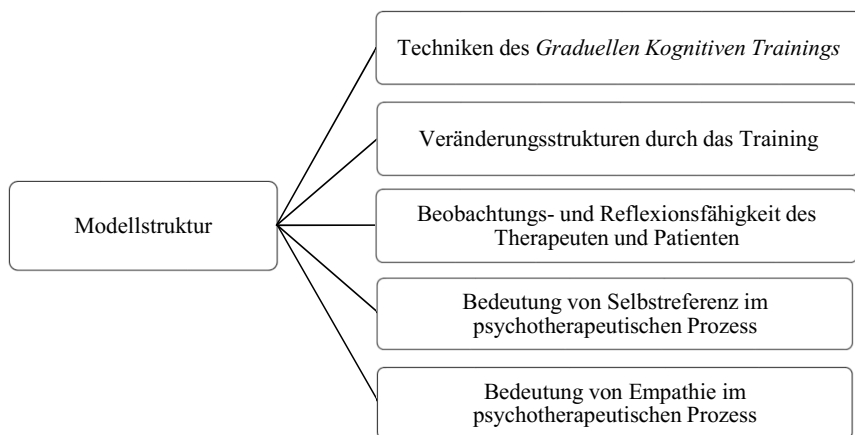 Techniken des Graduellen Kognitiven Trainings
Veränderungsstrukturen durch das Training
Modellstruktur
Beobachtungs- und Reflexionsfähigkeit des
Therapeuten und Patienten
Bedeutung von Selbstreferenz im
psychotherapeutischen Prozess
Bedeutung von Empathie im
psychotherapeutischen Prozess